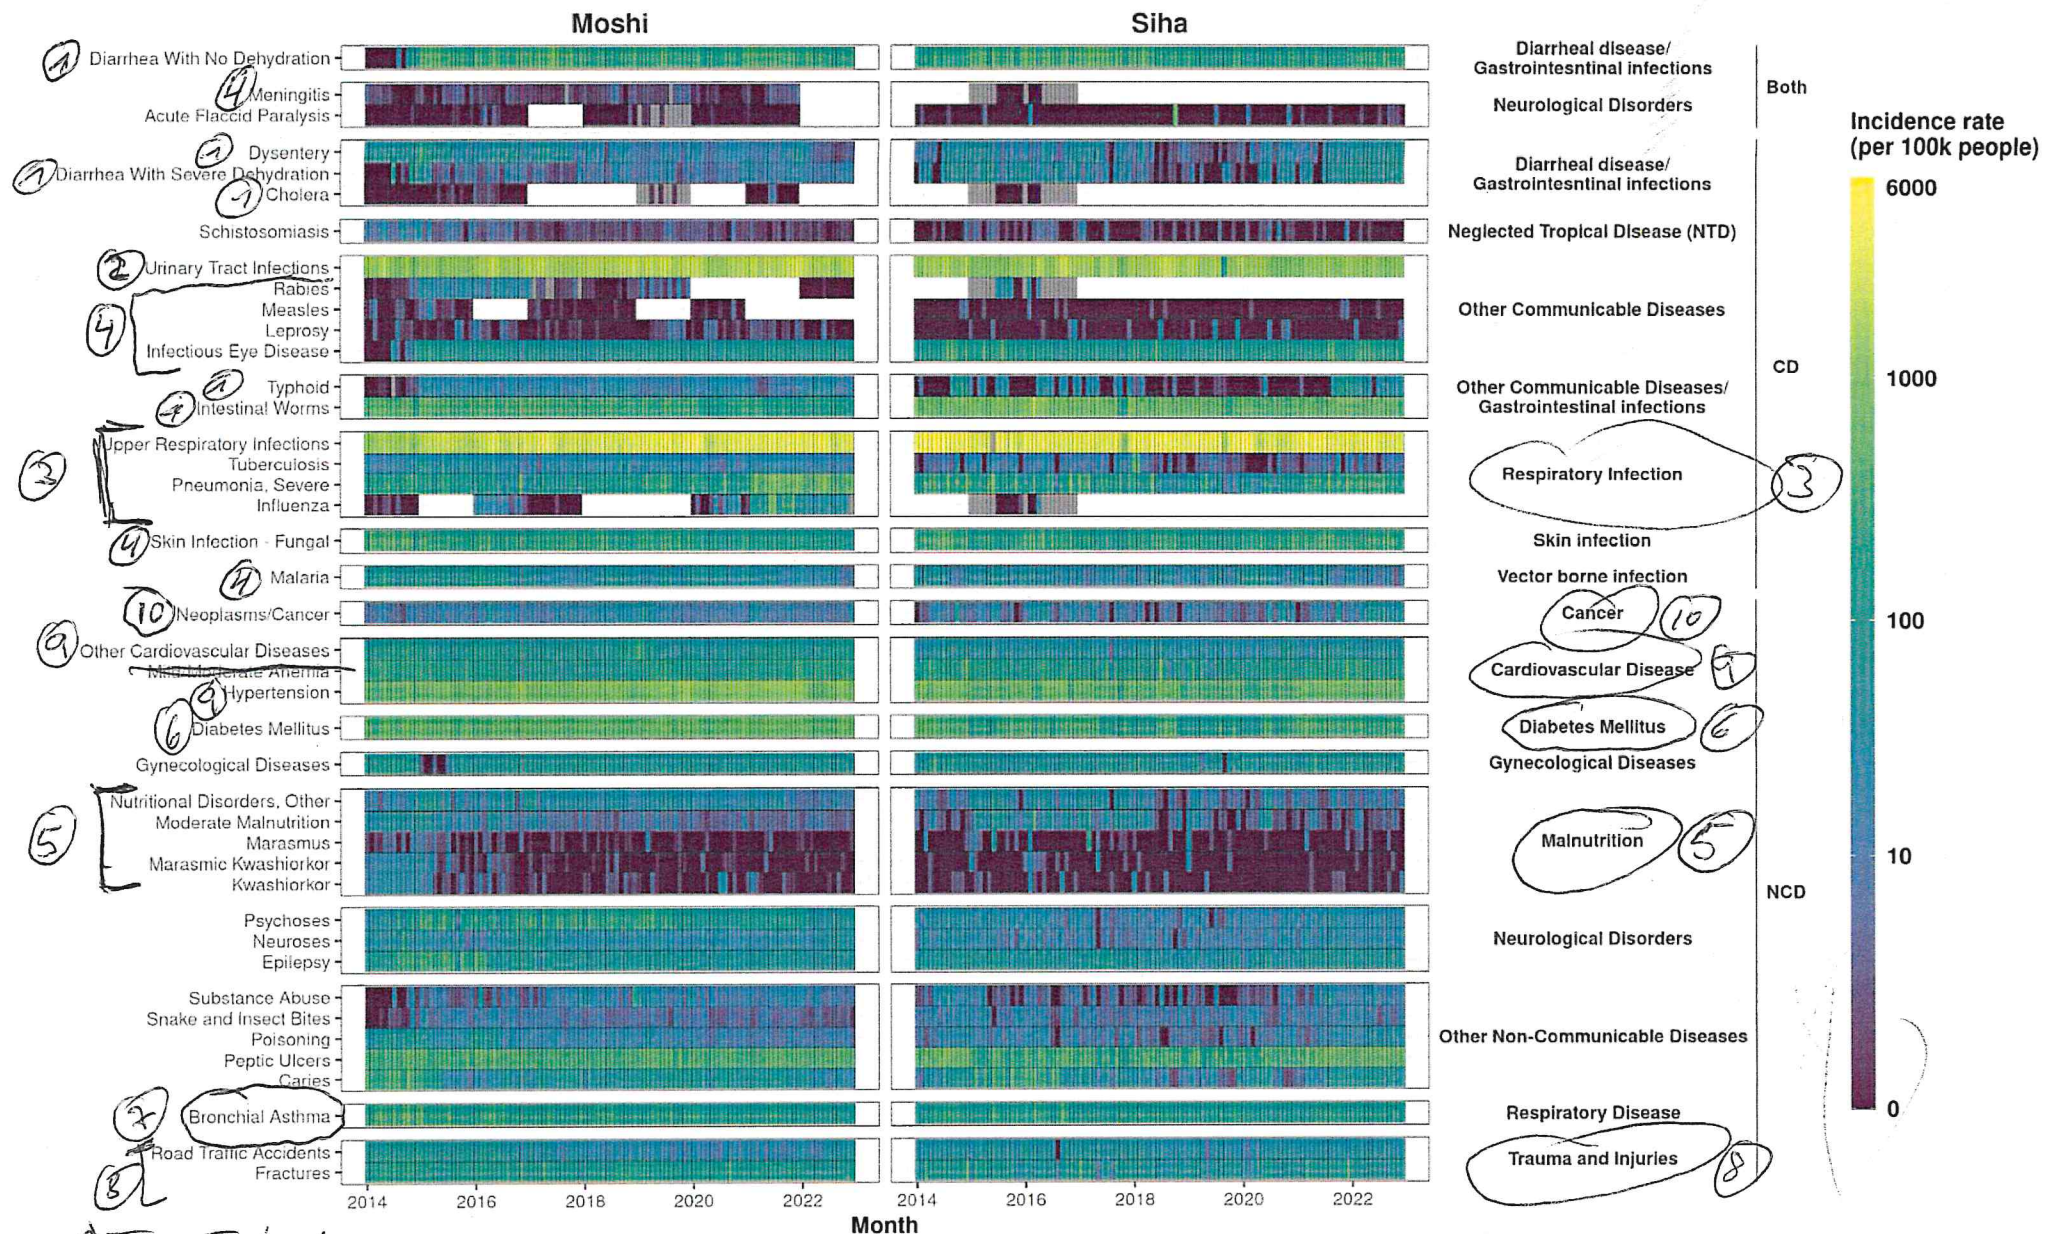 Moshi
Siha
1 Diarrhea With No Dehydration
Diarrheal disease/
Gastrointesntinal infections
4 Meningitis
Acute Flaccid Paralysis
Neurological Disorders
Both
1 Dysentery
1 Diarrhea With Severe Dehydration
1 Cholera
Diarrheal disease/
Gastrointesntinal infections
Schistosomiasis
Neglected Tropical Disease (NTD)
2 Urinary Tract Infections
4
Rabies
Measles
Leprosy
Infectious Eye Disease
Other Communicable Diseases
1 Typhoid
1 Intestinal Worms
Other Communicable Diseases/
Gastrointestinal infections
CD
3
Upper Respiratory Infections
Tuberculosis
Pneumonia, Severe
Influenza
Respiratory Infection 3
4 Skin Infection - Fungal
Skin infection
4 Malaria
Vector borne infection
10 Neoplasms/Cancer
Cancer 10
9 Other Cardiovascular Diseases
Mild/Moderate Anemia
9 Hypertension
Cardiovascular Disease 9
6 Diabetes Mellitus
Diabetes Mellitus 6
Gynecological Diseases
Gynecological Diseases
5
Nutritional Disorders, Other
Moderate Malnutrition
Marasmus
Marasmic Kwashiorkor
Kwashiorkor
Malnutrition 5
NCD
Psychoses
Neuroses
Epilepsy
Neurological Disorders
Substance Abuse
Snake and Insect Bites
Poisoning
Peptic Ulcers
Caries
Other Non-Communicable Diseases
7 Bronchial Asthma
Respiratory Disease
8
Road Traffic Accidents
Fractures
Trauma and Injuries 8
2014 2016 2018 2020 2022
2014 2016 2018 2020 2022
Month
Incidence rate
(per 100k people)
6000
1000
100
10
0